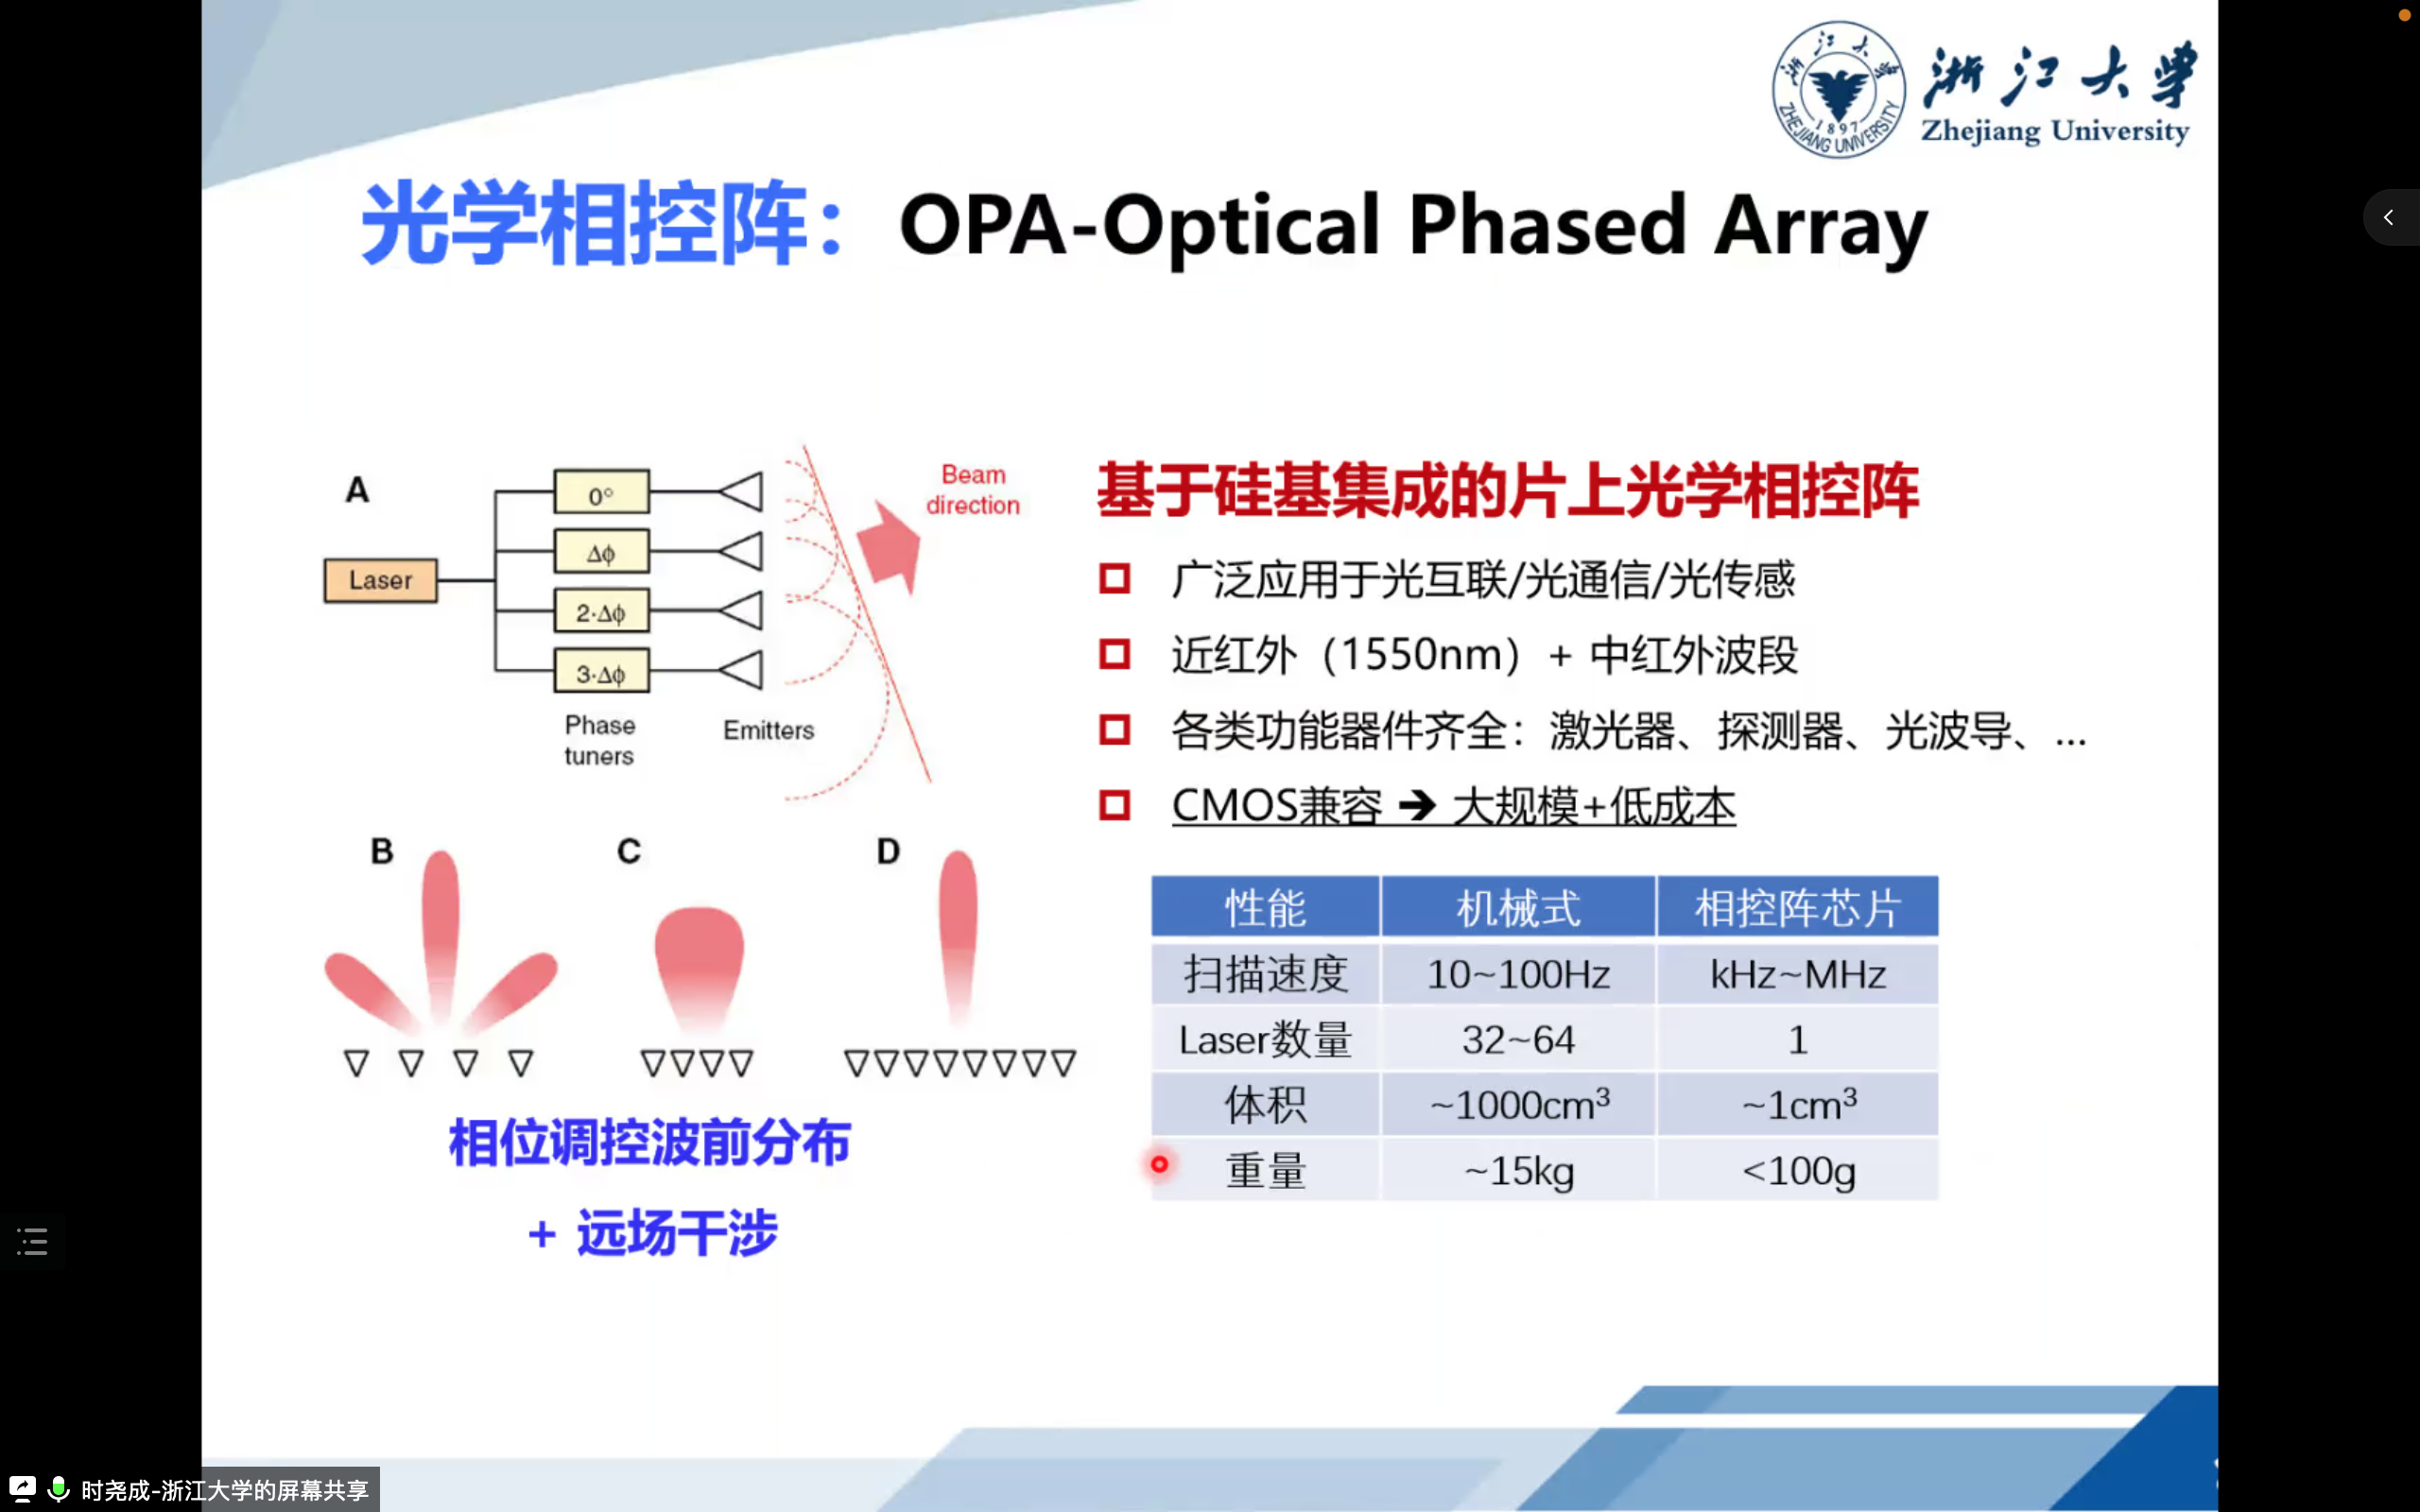 浙江大学
ZHEJIANG UNIVERSITY
1897
浙江大学
Zhejiang University
光学相控阵：OPA-Optical Phased Array
A
Laser
0°
Δϕ
2·Δϕ
3·Δϕ
Phase
tuners
Emitters
Beam
direction
B
C
D
相位调控波前分布
+ 远场干涉
基于硅基集成的片上光学相控阵
广泛应用于光互联/光通信/光传感
近红外（1550nm）+ 中红外波段
各类功能器件齐全：激光器、探测器、光波导、...
CMOS兼容 → 大规模+低成本
性能 机械式 相控阵芯片
扫描速度 10~100Hz kHz~MHz
Laser数量 32~64 1
体积 ~1000cm³ ~1cm³
重量 ~15kg <100g
时尧成-浙江大学的屏幕共享